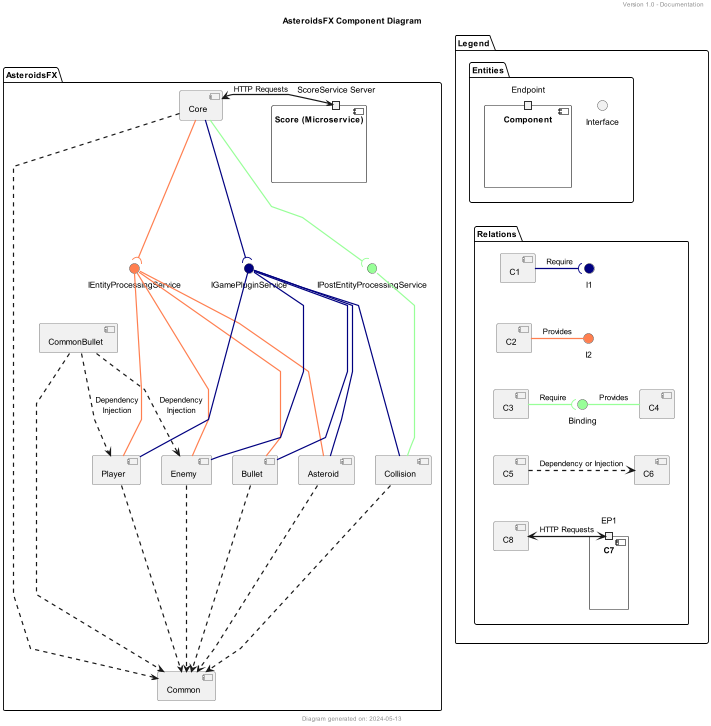 Version 1.0 - Documentation
AsteroidsFX Component Diagram
AsteroidsFX
Core
HTTP Requests
ScoreService Server
Score (Microservice)
IEntityProcessingService
IGamePluginService
IPostEntityProcessingService
CommonBullet
Dependency
Injection
Dependency
Injection
Player
Enemy
Bullet
Asteroid
Collision
Common
Legend
Entities
Endpoint
Component
Interface
Relations
C1
Require
I1
C2
Provides
I2
C3
Require
Provides
C4
Binding
C5
Dependency or Injection
C6
C8
HTTP Requests
EP1
C7
Diagram generated on: 2024-05-13